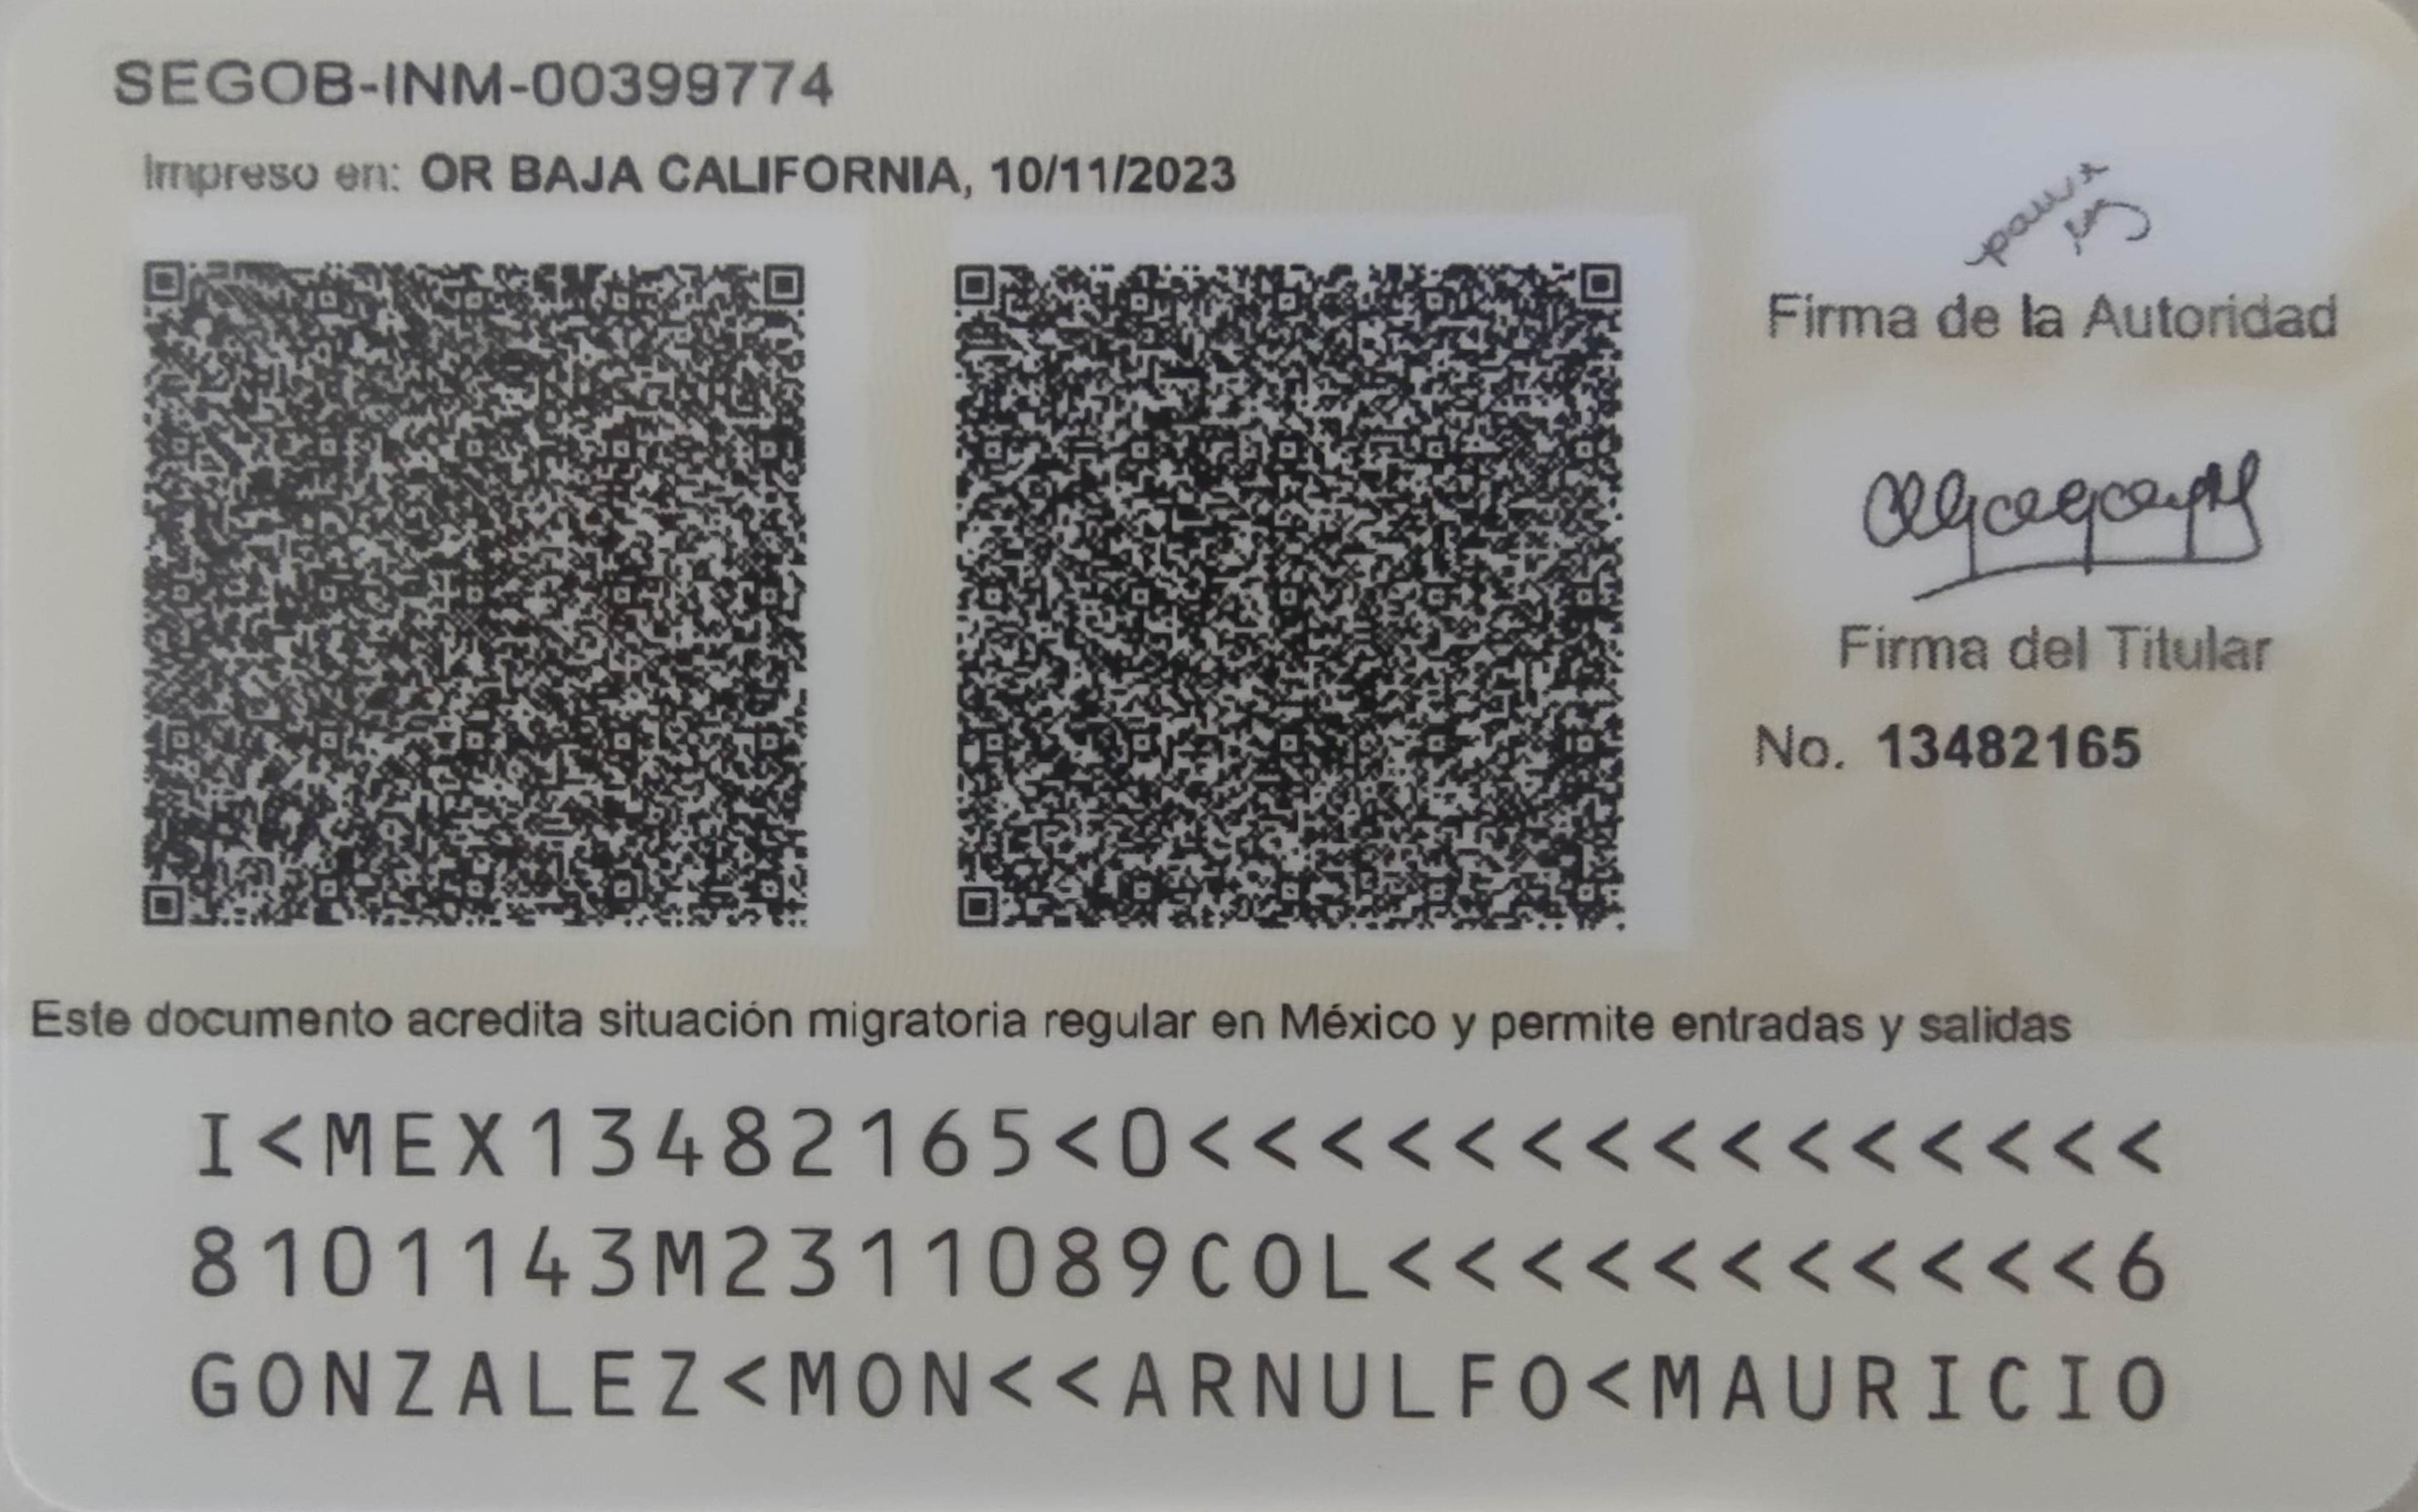 SEGOB-INM-00399774
Impreso en: OR BAJA CALIFORNIA, 10/11/2023
Firma de la Autoridad
Firma del Titular
No. 13482165
Este documento acredita situación migratoria regular en México y permite entradas y salidas
I<MEX13482165<0<<<<<<<<<<<<<<<
8101143M2311089COL<<<<<<<<<<<6
GONZALEZ<MON<<ARNULFO<MAURICIO